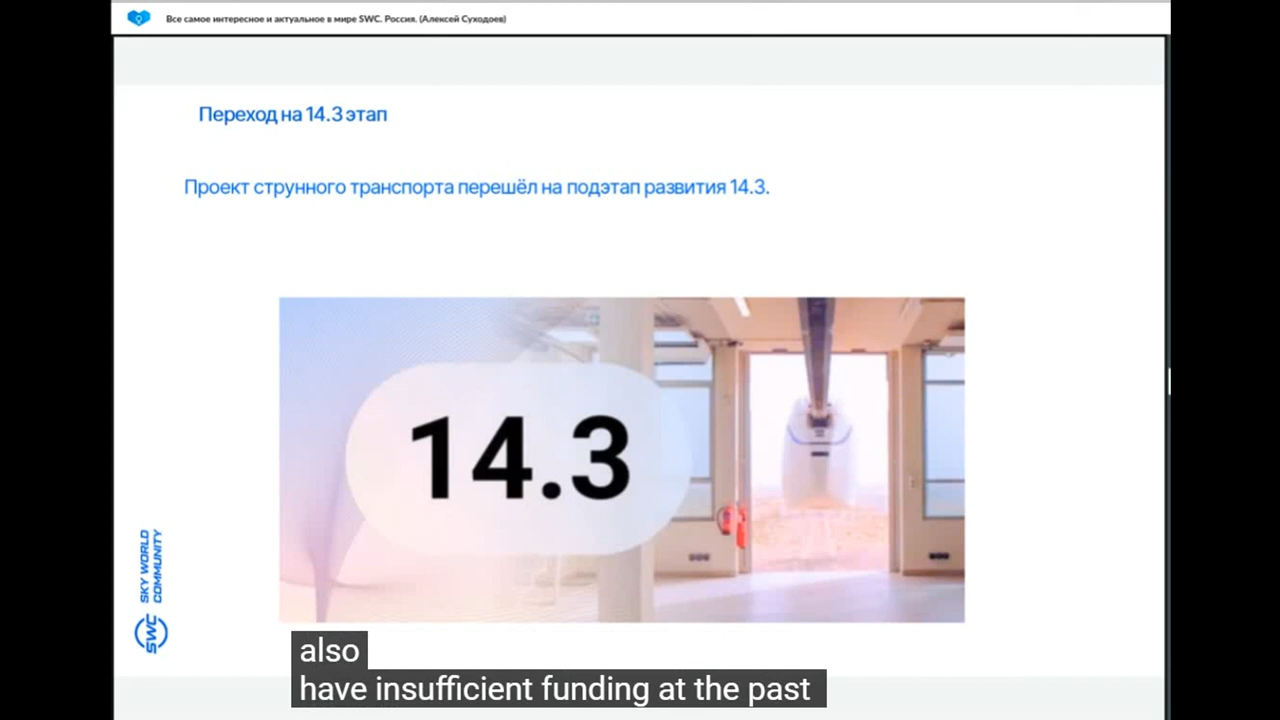 Все самое интересное и актуальное в мире SWC. Россия. (Алексей Суходоев)
Переход на 14.3 этап
Проект струнного транспорта перешёл на подэтап развития 14.3.
14.3
SWC SKY WORLD
COMMUNITY
also
have insufficient funding at the past